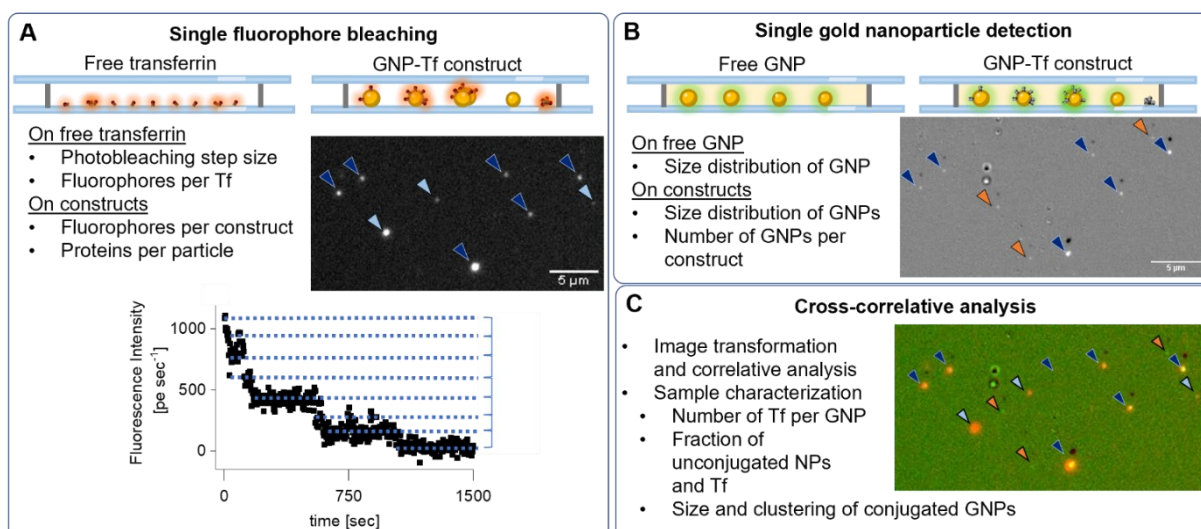 A
Single fluorophore bleaching
Free transferrin
GNP-Tf construct
On free transferrin
• Photobleaching step size
• Fluorophores per Tf
On constructs
• Fluorophores per construct
• Proteins per particle
5 µm
Fluorescence Intensity
[pe sec⁻¹]
1000
500
0
0
750
1500
time [sec]
B
Single gold nanoparticle detection
Free GNP
GNP-Tf construct
On free GNP
• Size distribution of GNP
On constructs
• Size distribution of GNPs
• Number of GNPs per
construct
5 µm
C
Cross-correlative analysis
• Image transformation
and correlative analysis
• Sample characterization
• Number of Tf per GNP
• Fraction of
unconjugated NPs
and Tf
• Size and clustering of conjugated GNPs